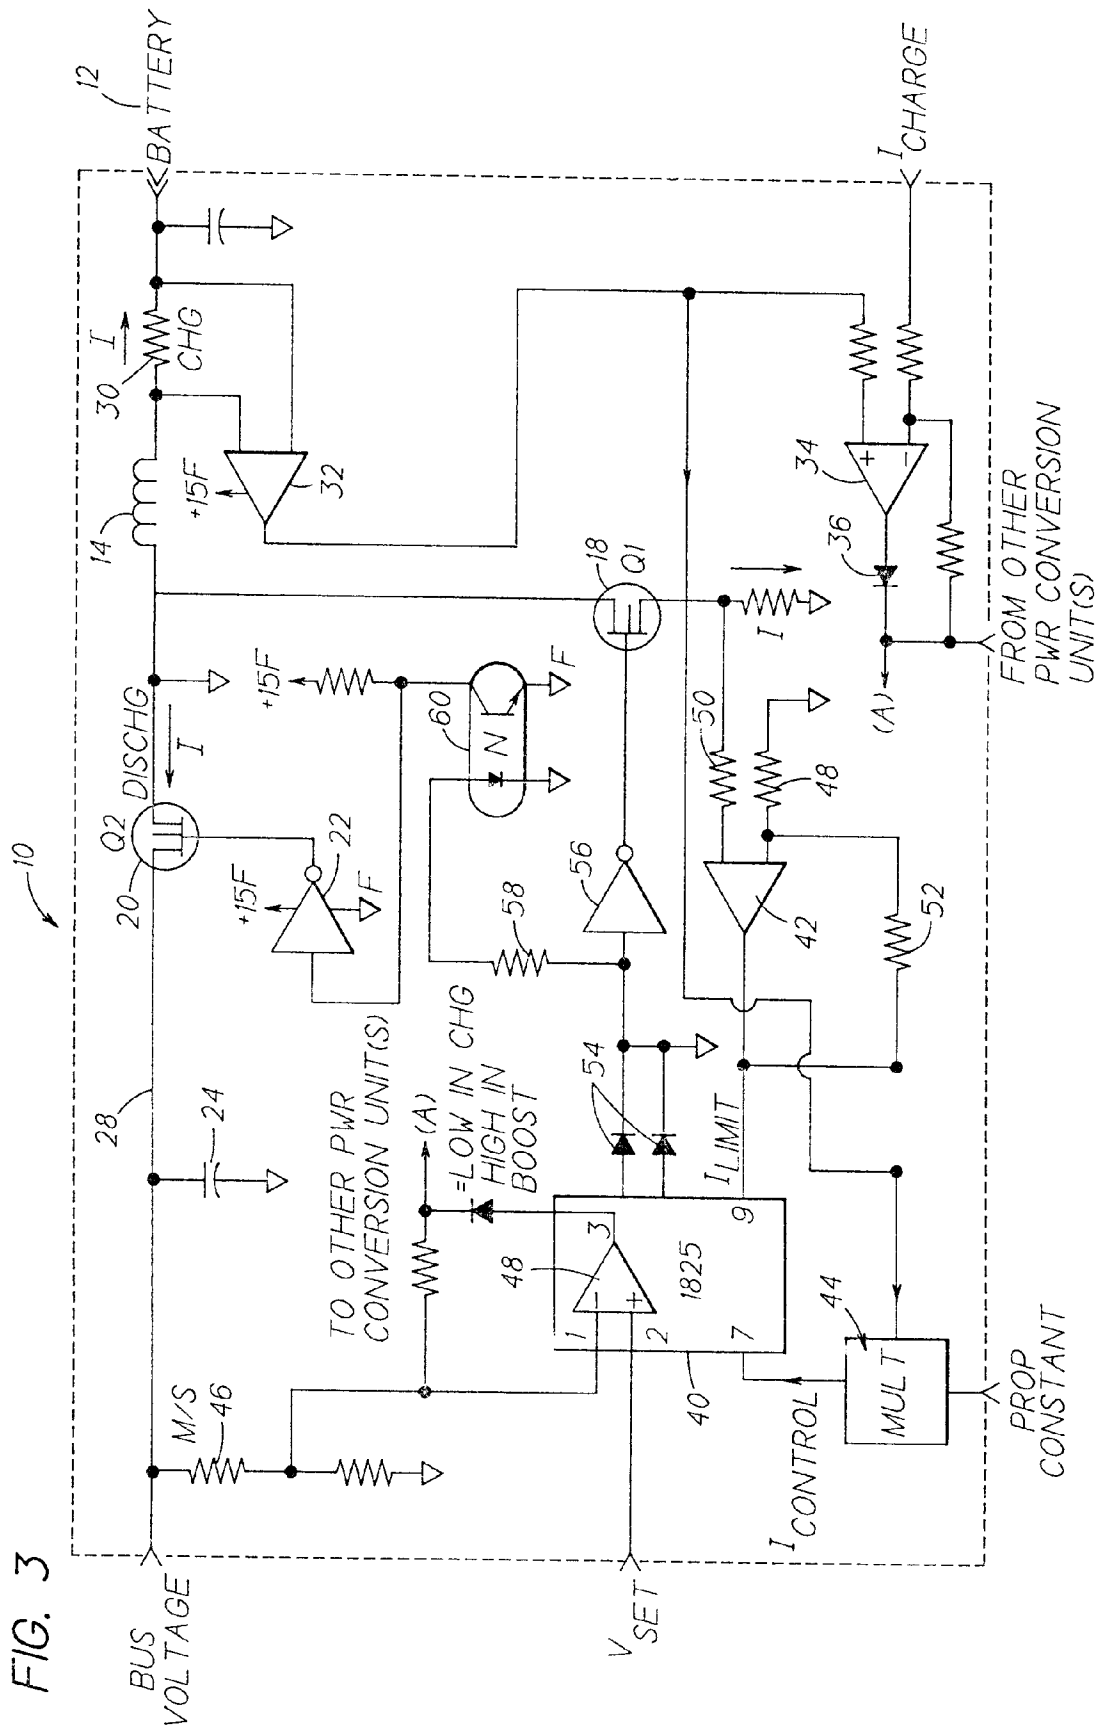 FIG. 3
10
BUS
VOLTAGE
28
24
M/S
46
20
Q2
DISCHG
I
14
30
I
CHG
12
BATTERY
+15F
32
+15F
22
F
+15F
60
N
F
TO OTHER PWR
CONVERSION UNIT(S)
(A)
=LOW IN CHG
HIGH IN
BOOST
58
56
18
Q1
I
54
V SET
1
2
3
48
1825
7
9
40
I LIMIT
42
50
48
52
I CONTROL
44
MULT
PROP
CONSTANT
34
+
-
36
(A)
FROM OTHER
PWR CONVERSION
UNIT(S)
I CHARGE
-
+